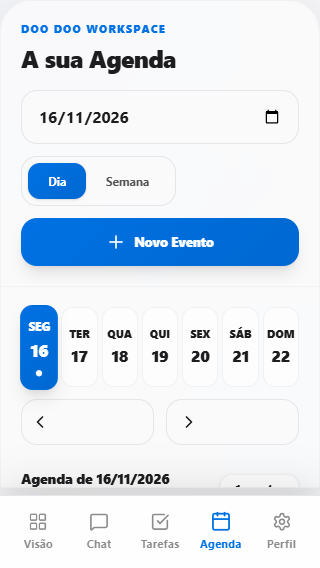 DOO DOO WORKSPACE
A sua Agenda
16/11/2026
Dia Semana
Novo Evento
SEG TER QUA QUI SEX SÁB DOM
16 17 18 19 20 21 22
Agenda de 16/11/2026
Visão Chat Tarefas Agenda Perfil